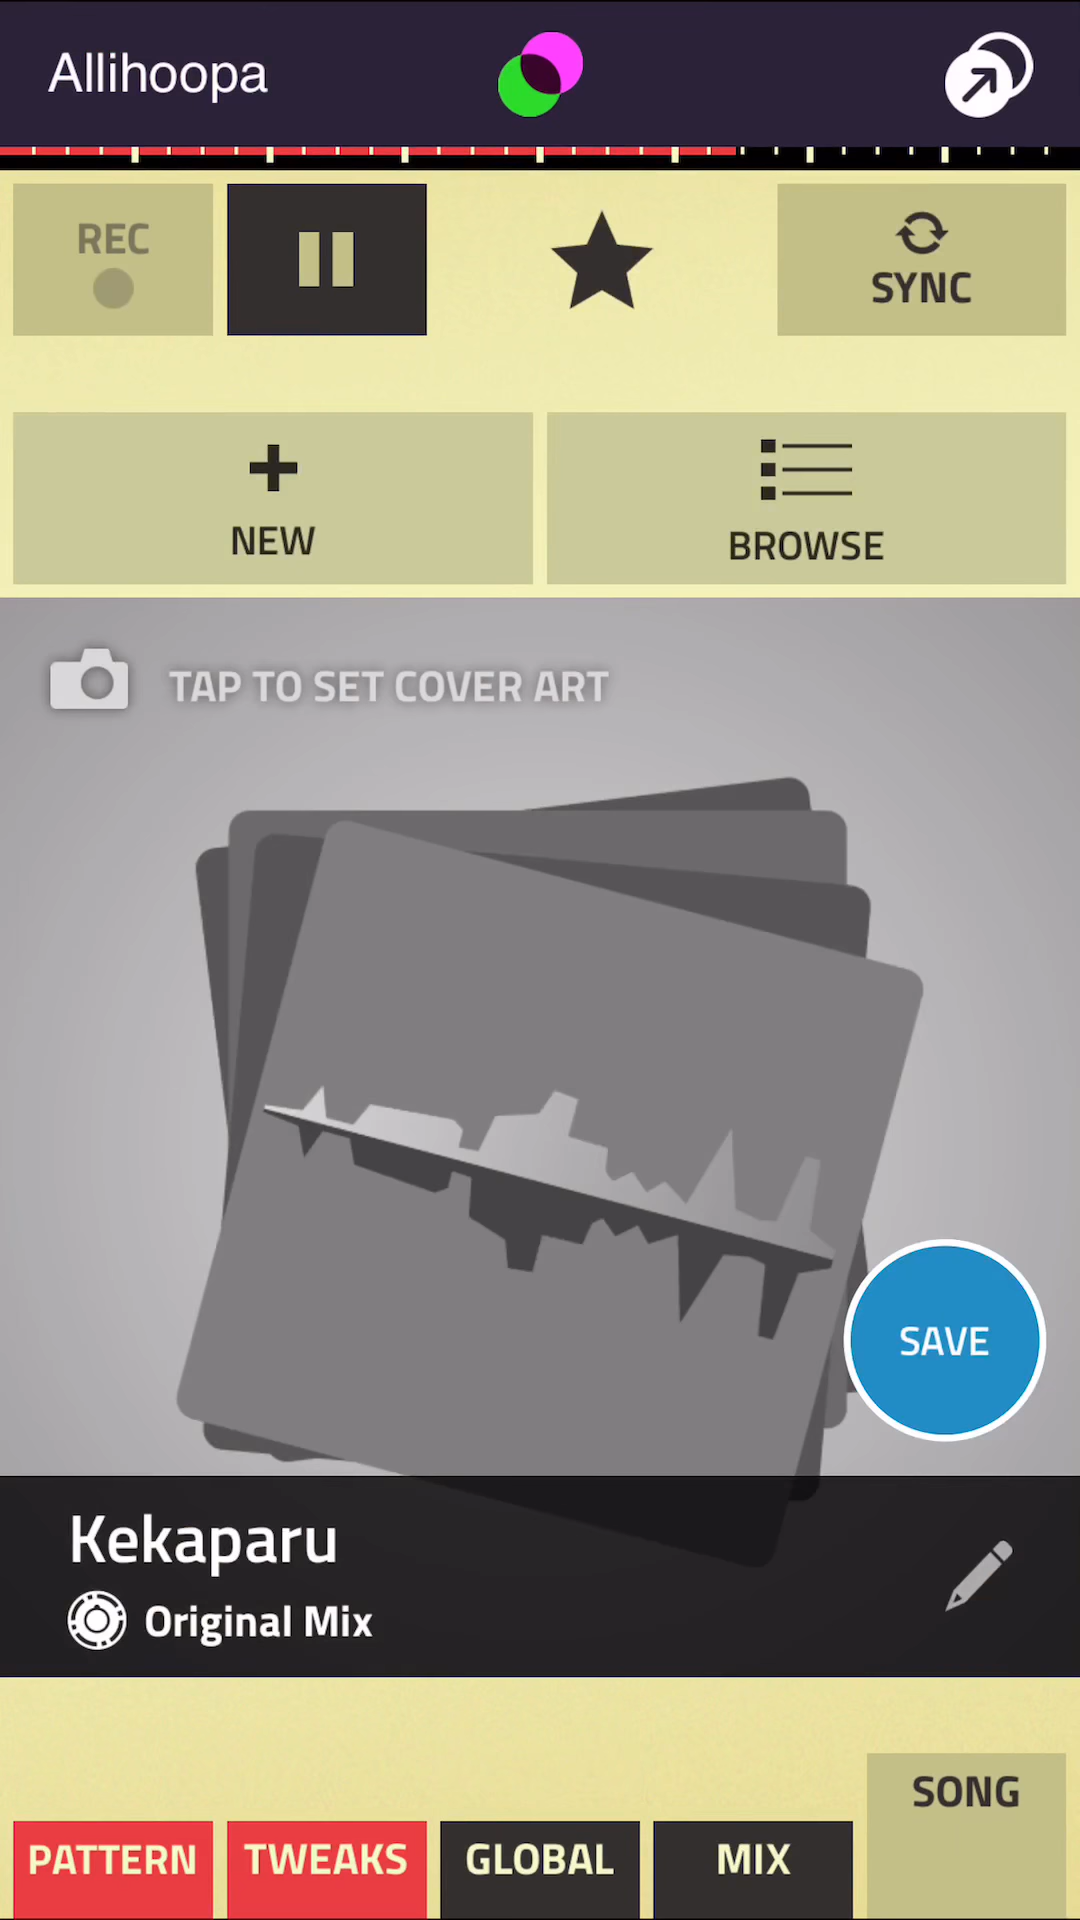 Allihoopa
REC
SYNC
NEW
BROWSE
TAP TO SET COVER ART
SAVE
Kekaparu
Original Mix
SONG
PATTERN
TWEAKS
GLOBAL
MIX